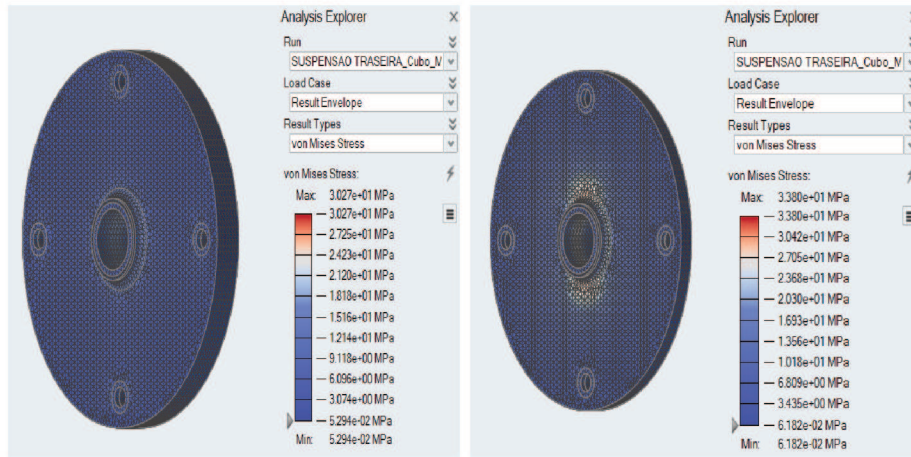 Analysis Explorer
Run
SUSPENSAO TRASEIRA_Cubo_M
Load Case
Result Envelope
Result Types
von Mises Stress
von Mises Stress:
Max: 3.027e+01 MPa
3.027e+01 MPa
2.725e+01 MPa
2.423e+01 MPa
2.120e+01 MPa
1.818e+01 MPa
1.516e+01 MPa
1.214e+01 MPa
9.118e+00 MPa
6.096e+00 MPa
3.074e+00 MPa
5.294e-02 MPa
Min: 5.294e-02 MPa
Analysis Explorer
Run
SUSPENSAO TRASEIRA_Cubo_M
Load Case
Result Envelope
Result Types
von Mises Stress
von Mises Stress:
Max: 3.380e+01 MPa
3.380e+01 MPa
3.042e+01 MPa
2.705e+01 MPa
2.368e+01 MPa
2.030e+01 MPa
1.693e+01 MPa
1.356e+01 MPa
1.018e+01 MPa
6.809e+00 MPa
3.435e+00 MPa
6.182e-02 MPa
Min: 6.182e-02 MPa